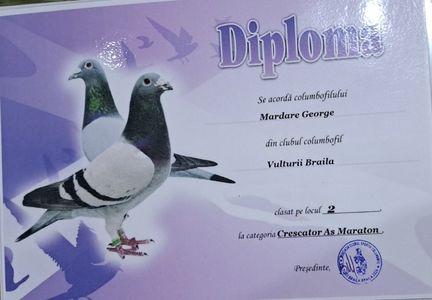 Diploma
Se acordă columbofilului
Mardare George
din clubul columbofil
Vulturii Braila
clasat pe locul 2
la categoria Crescator As Maraton.
Președinte,